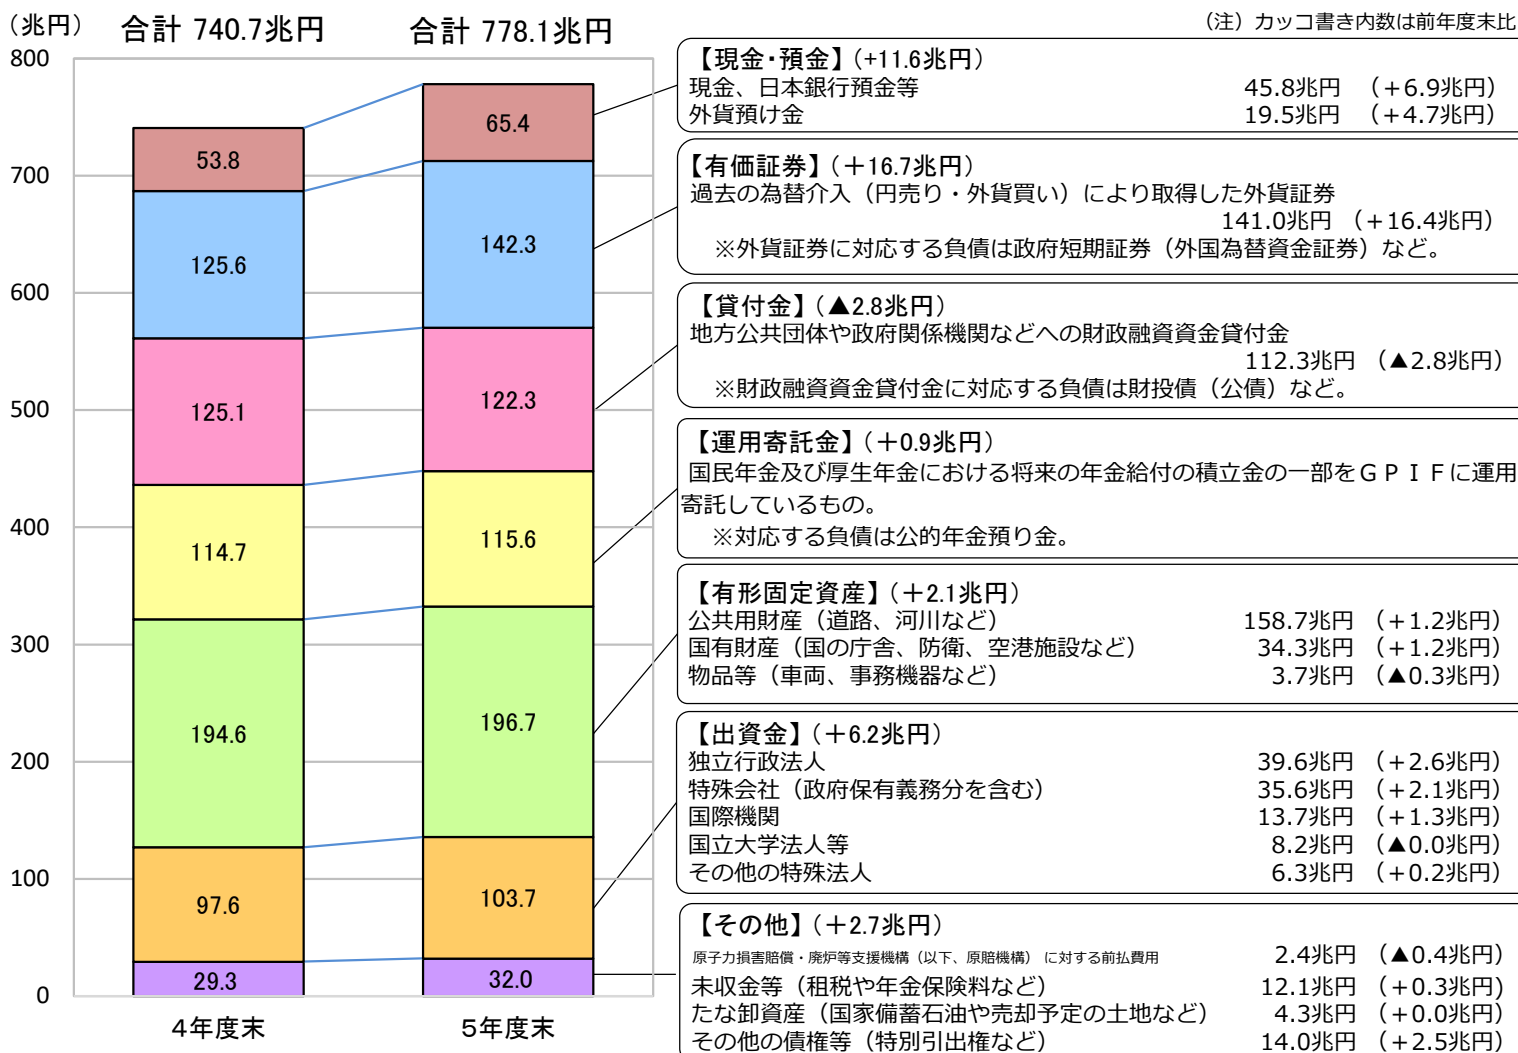 （兆円）
合計 740.7兆円
合計 778.1兆円
（注）カッコ書き内数は前年度末比
800
700
600
500
400
300
200
100
0
53.8
125.6
125.1
114.7
194.6
97.6
29.3
4年度末
65.4
142.3
122.3
115.6
196.7
103.7
32.0
5年度末
【現金・預金】（+11.6兆円）
現金、日本銀行預金等 45.8兆円 （＋6.9兆円）
外貨預け金 19.5兆円 （＋4.7兆円）
【有価証券】（＋16.7兆円）
過去の為替介入（円売り・外貨買い）により取得した外貨証券
141.0兆円 （＋16.4兆円）
※外貨証券に対応する負債は政府短期証券（外国為替資金証券）など。
【貸付金】（▲2.8兆円）
地方公共団体や政府関係機関などへの財政融資資金貸付金
112.3兆円 （▲2.8兆円）
※財政融資資金貸付金に対応する負債は財投債（公債）など。
【運用寄託金】（＋0.9兆円）
国民年金及び厚生年金における将来の年金給付の積立金の一部をＧＰＩＦに運用
寄託しているもの。
※対応する負債は公的年金預り金。
【有形固定資産】（＋2.1兆円）
公共用財産（道路、河川など） 158.7兆円 （＋1.2兆円）
国有財産（国の庁舎、防衛、空港施設など） 34.3兆円 （＋1.2兆円）
物品等（車両、事務機器など） 3.7兆円 （▲0.3兆円）
【出資金】（＋6.2兆円）
独立行政法人 39.6兆円 （＋2.6兆円）
特殊会社（政府保有義務分を含む） 35.6兆円 （＋2.1兆円）
国際機関 13.7兆円 （＋1.3兆円）
国立大学法人等 8.2兆円 （▲0.0兆円）
その他の特殊法人 6.3兆円 （＋0.2兆円）
【その他】（＋2.7兆円）
原子力損害賠償・廃炉等支援機構（以下、原賠機構） に対する前払費用 2.4兆円 （▲0.4兆円）
未収金等（租税や年金保険料など） 12.1兆円 （＋0.3兆円)
たな卸資産（国家備蓄石油や売却予定の土地など） 4.3兆円 （＋0.0兆円）
その他の債権等（特別引出権など） 14.0兆円 （＋2.5兆円）